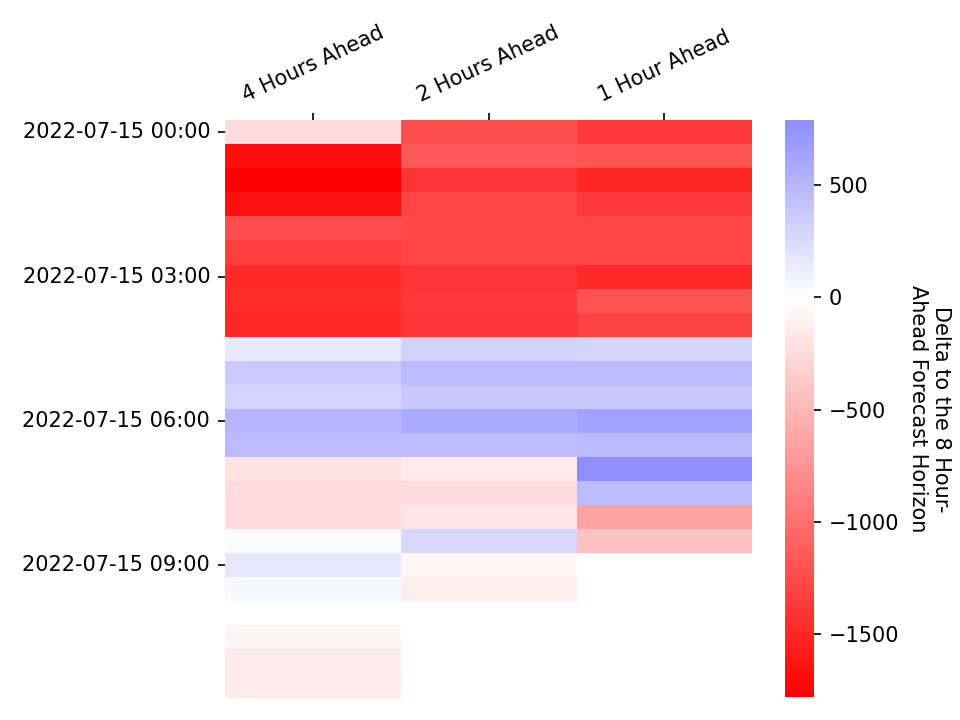 4 Hours Ahead
2 Hours Ahead
1 Hour Ahead
2022-07-15 00:00
2022-07-15 03:00
2022-07-15 06:00
2022-07-15 09:00
500
0
−500
−1000
−1500
Delta to the 8 Hour-
Ahead Forecast Horizon